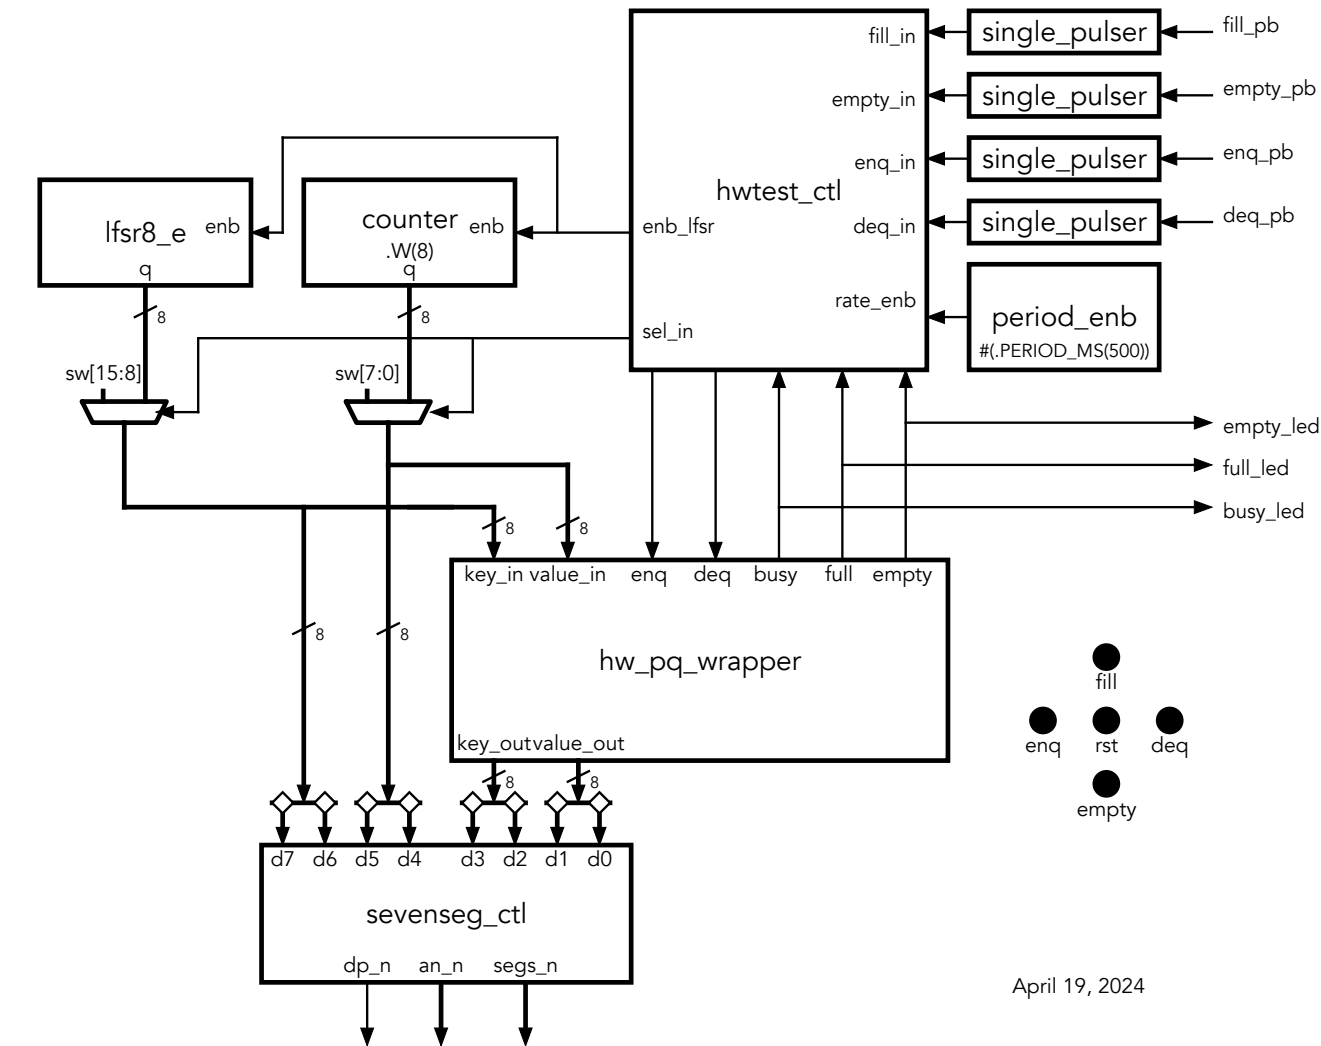 fill_in
single_pulser
fill_pb
empty_in
single_pulser
empty_pb
enq_in
single_pulser
enq_pb
hwtest_ctl
deq_in
single_pulser
deq_pb
lfsr8_e
enb
q
counter
.W(8)
enb
q
enb_lfsr
rate_enb
period_enb
#(.PERIOD_MS(500))
8
8
sel_in
sw[15:8]
sw[7:0]
empty_led
full_led
busy_led
8
8
key_in value_in enq deq busy full empty
8
8
hw_pq_wrapper
fill
enq rst deq
empty
key_out value_out
8
8
d7 d6 d5 d4 d3 d2 d1 d0
sevenseg_ctl
dp_n an_n segs_n
April 19, 2024